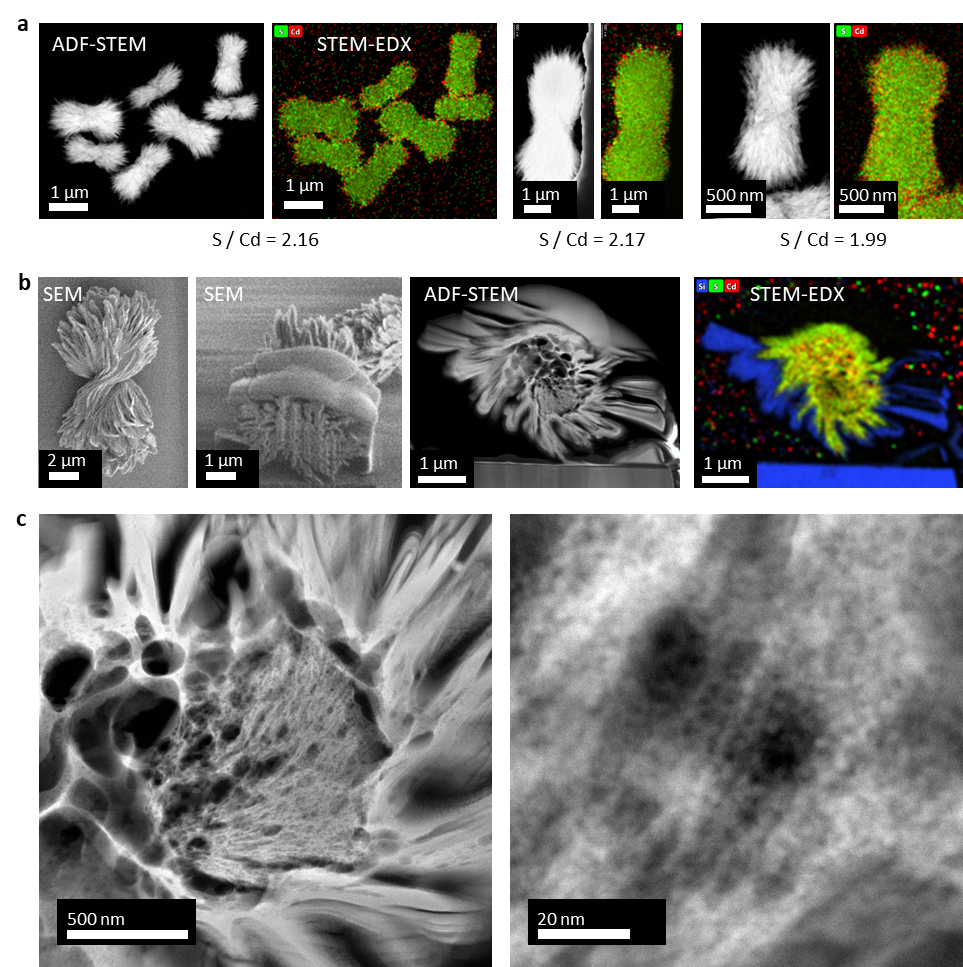 a
ADF-STEM
1 µm
S Cd
STEM-EDX
1 µm
1 µm
1 µm
500 nm
S Cd
500 nm
S / Cd = 2.16
S / Cd = 2.17
S / Cd = 1.99
b
SEM
2 µm
SEM
1 µm
ADF-STEM
1 µm
Si S Cd
STEM-EDX
1 µm
c
500 nm
20 nm